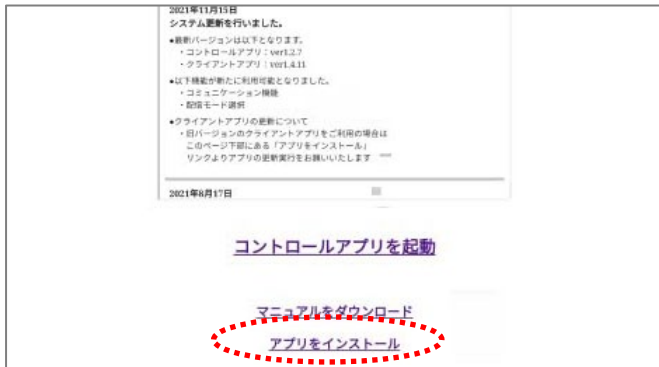 2021年11月15日
システム更新を行いました。
●最新バージョンは以下となります。
・コントロールアプリ：ver1.2.7
・クライアントアプリ：ver1.4.11
●以下機能が新たに利用可能となりました。
・コミュニケーション機能
・配信モード選択
●クライアントアプリの更新について
・旧バージョンのクライアントアプリをご利用の場合は
このページ下部にある「アプリをインストール」
リンクよりアプリの更新実行をお願いいたします
2021年8月17日
コントロールアプリを起動
マニュアルをダウンロード
アプリをインストール